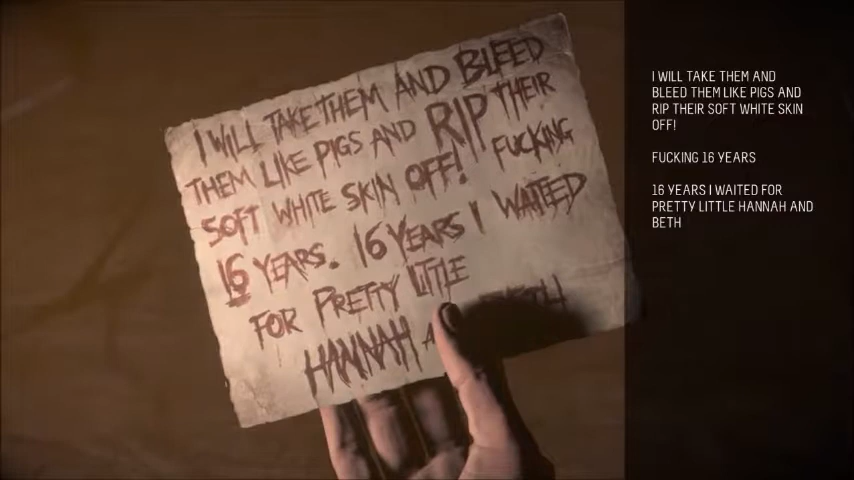 I WILL TAKE THEM AND BLEED
THEM LIKE PIGS AND RIP THEIR
SOFT WHITE SKIN OFF! FUCKING
16 YEARS. 16 YEARS I WAITED
FOR PRETTY LITTLE
HANNAH A BETH
I WILL TAKE THEM AND
BLEED THEM LIKE PIGS AND
RIP THEIR SOFT WHITE SKIN
OFF!
FUCKING 16 YEARS
16 YEARS I WAITED FOR
PRETTY LITTLE HANNAH AND
BETH